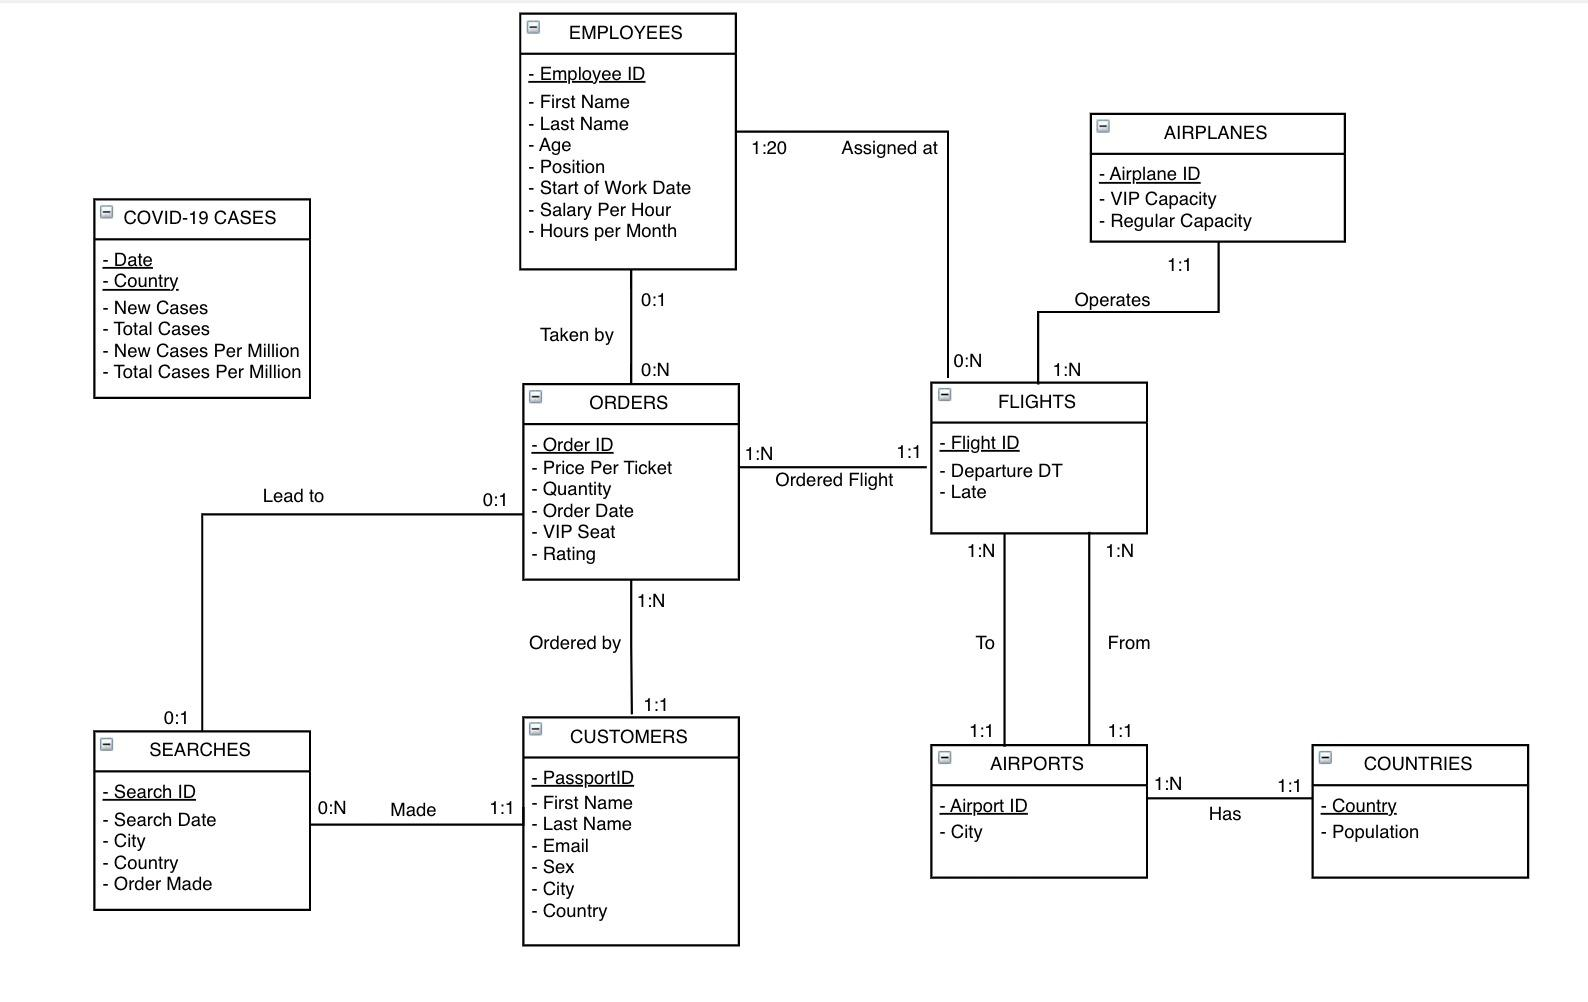 EMPLOYEES
- Employee ID
- First Name
- Last Name
- Age
- Position
- Start of Work Date
- Salary Per Hour
- Hours per Month
1:20
Assigned at
0:N
AIRPLANES
- Airplane ID
- VIP Capacity
- Regular Capacity
1:1
Operates
1:N
COVID-19 CASES
- Date
- Country
- New Cases
- Total Cases
- New Cases Per Million
- Total Cases Per Million
0:1
Taken by
0:N
ORDERS
- Order ID
- Price Per Ticket
- Quantity
- Order Date
- VIP Seat
- Rating
1:N
1:1
Ordered Flight
FLIGHTS
- Flight ID
- Departure DT
- Late
Lead to
0:1
0:1
1:N
Ordered by
1:1
1:N
1:N
To
From
1:1
1:1
SEARCHES
- Search ID
- Search Date
- City
- Country
- Order Made
0:N
Made
1:1
CUSTOMERS
- PassportID
- First Name
- Last Name
- Email
- Sex
- City
- Country
AIRPORTS
- Airport ID
- City
1:N
1:1
Has
COUNTRIES
- Country
- Population